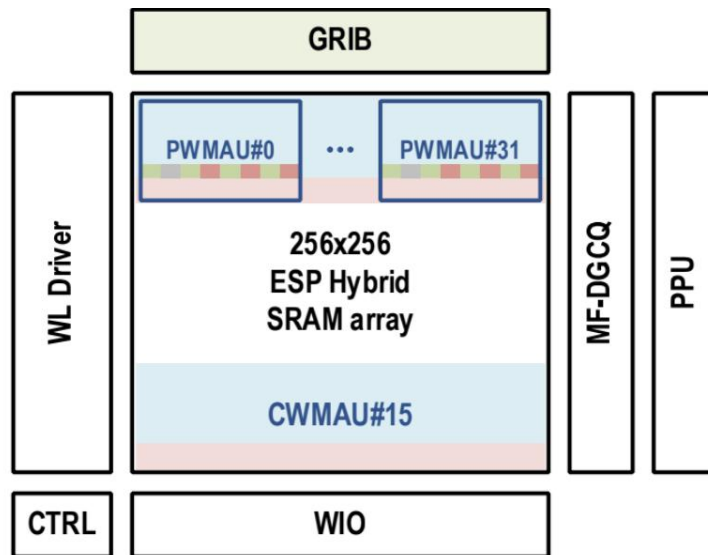 GRIB
PWMAU#0
...
PWMAU#31
WL Driver
256x256
ESP Hybrid
SRAM array
MF-DGCQ
PPU
CWMAU#15
CTRL
WIO